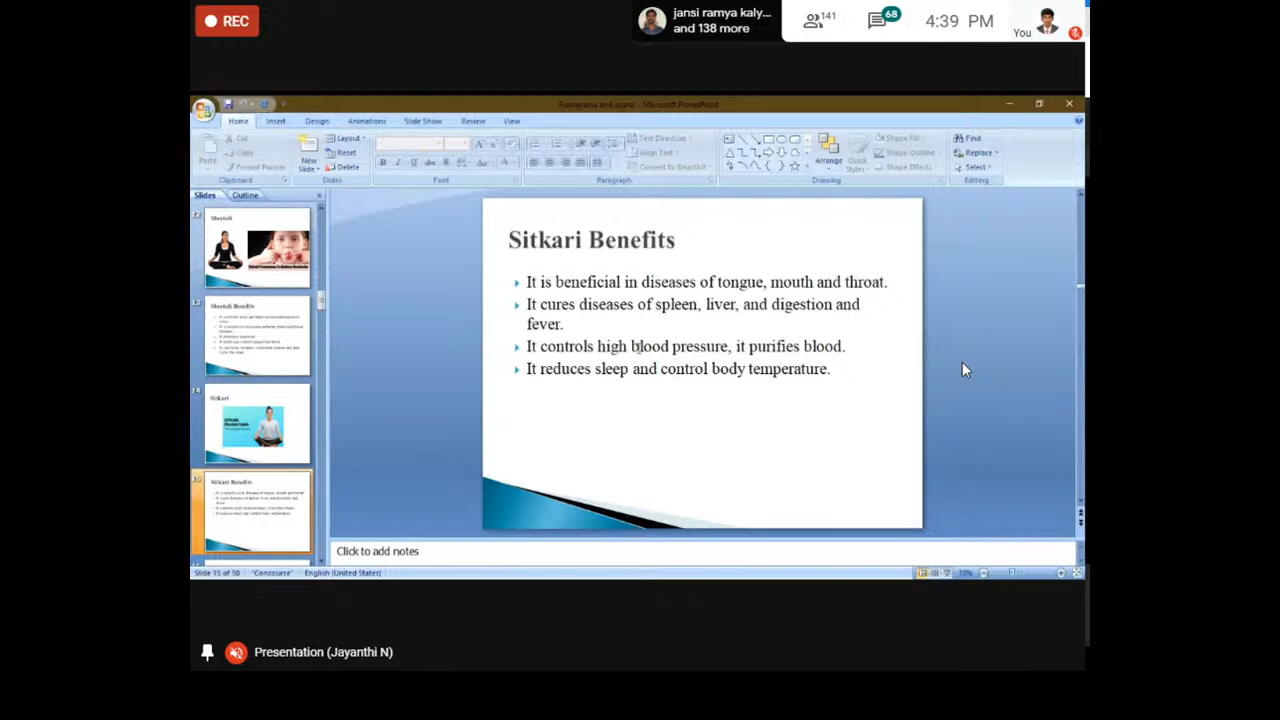 REC
jansi ramya kaly...
and 138 more
141
68
4:39 PM
You
Pranayama and asana - Microsoft PowerPoint
Home
Insert
Design
Animations
Slide Show
Review
View
Paste
Cut
Copy
Format Painter
Clipboard
New
Slide
Layout
Reset
Delete
Slides
Font
Text Direction
Align Text
Convert to SmartArt
Paragraph
Arrange
Quick
Styles
Shape Fill
Shape Outline
Shape Effects
Drawing
Find
Replace
Select
Editing
Slides
Outline
12
Sheetali
13
Sheetali Benefits
14
Sitkari
15
Sitkari Benefits
Sitkari Benefits
It is beneficial in diseases of tongue, mouth and throat.
It cures diseases of spleen, liver, and digestion and
fever.
It controls high blood pressure, it purifies blood.
It reduces sleep and control body temperature.
Click to add notes
Slide 15 of 50
"Concourse"
English (United States)
70%
Presentation (Jayanthi N)